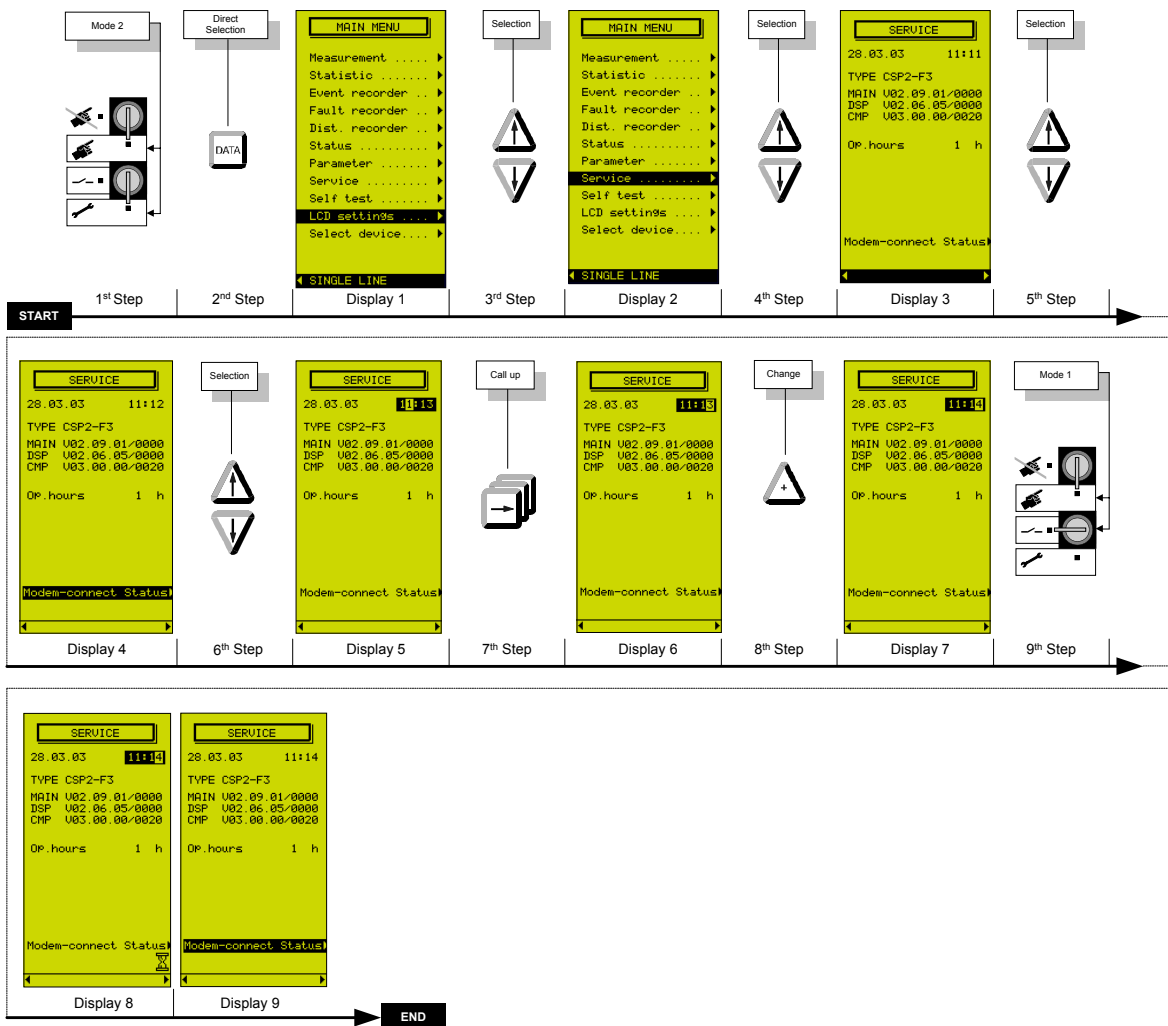 Mode 2
Direct
Selection
DATA
MAIN MENU
Measurement .....
Statistic .......
Event recorder ..
Fault recorder ..
Dist. recorder ..
Status ..........
Parameter .......
Service .........
Self test .......
LCD settings ....
Select device....
SINGLE LINE
Selection
MAIN MENU
Measurement .....
Statistic .......
Event recorder ..
Fault recorder ..
Dist. recorder ..
Status ..........
Parameter .......
Service .........
Self test .......
LCD settings ....
Select device....
SINGLE LINE
Selection
SERVICE
28.03.03 11:11
TYPE CSP2-F3
MAIN V02.09.01/0000
DSP V02.06.05/0000
CMP V03.00.00/0020
Op.hours 1 h
Modem-connect Status
Selection
1st Step
2nd Step
Display 1
3rd Step
Display 2
4th Step
Display 3
5th Step
START
SERVICE
28.03.03 11:12
TYPE CSP2-F3
MAIN V02.09.01/0000
DSP V02.06.05/0000
CMP V03.00.00/0020
Op.hours 1 h
Modem-connect Status
Selection
SERVICE
28.03.03 11:13
TYPE CSP2-F3
MAIN V02.09.01/0000
DSP V02.06.05/0000
CMP V03.00.00/0020
Op.hours 1 h
Modem-connect Status
Call up
SERVICE
28.03.03 11:13
TYPE CSP2-F3
MAIN V02.09.01/0000
DSP V02.06.05/0000
CMP V03.00.00/0020
Op.hours 1 h
Modem-connect Status
Change
+
SERVICE
28.03.03 11:14
TYPE CSP2-F3
MAIN V02.09.01/0000
DSP V02.06.05/0000
CMP V03.00.00/0020
Op.hours 1 h
Modem-connect Status
Mode 1
Display 4
6th Step
Display 5
7th Step
Display 6
8th Step
Display 7
9th Step
SERVICE
28.03.03 11:14
TYPE CSP2-F3
MAIN V02.09.01/0000
DSP V02.06.05/0000
CMP V03.00.00/0020
Op.hours 1 h
Modem-connect Status
SERVICE
28.03.03 11:14
TYPE CSP2-F3
MAIN V02.09.01/0000
DSP V02.06.05/0000
CMP V03.00.00/0020
Op.hours 1 h
Modem-connect Status
Display 8
Display 9
END